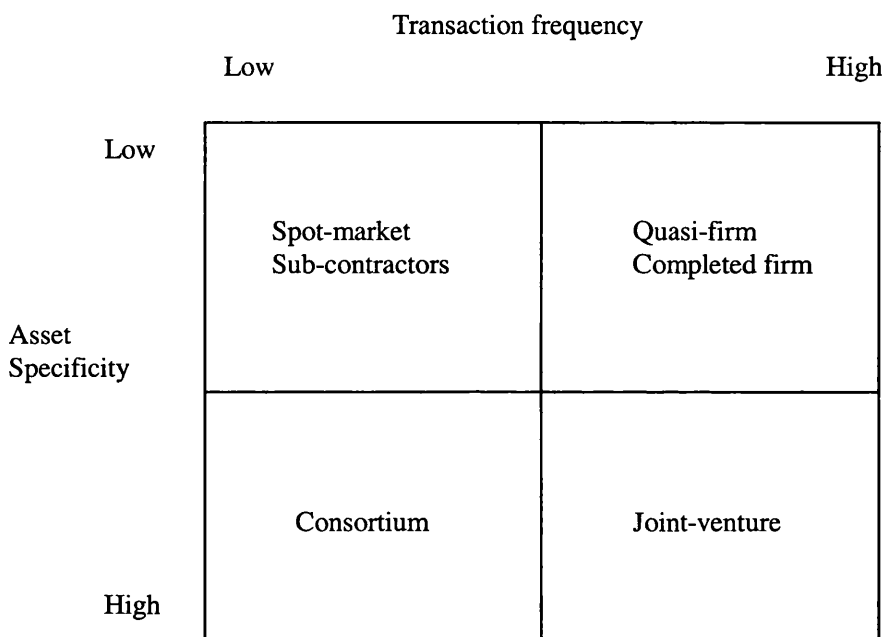 Transaction frequency
Low High
Low
Spot-market Quasi-firm
Sub-contractors Completed firm
Asset
Specificity
Consortium Joint-venture
High